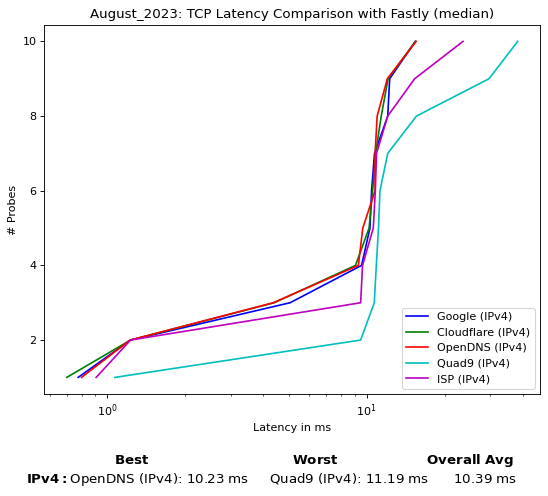 August_2023: TCP Latency Comparison with Fastly (median)
10
8
6
4
2
# Probes
Google (IPv4)
Cloudflare (IPv4)
OpenDNS (IPv4)
Quad9 (IPv4)
ISP (IPv4)
10⁰ 10¹
Latency in ms
Best Worst Overall Avg
IPv4: OpenDNS (IPv4): 10.23 ms Quad9 (IPv4): 11.19 ms 10.39 ms